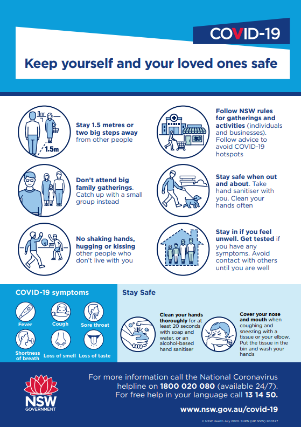 COVID-19
Keep yourself and your loved ones safe
1.5m
Stay 1.5 metres or
two big steps away
from other people
Follow NSW rules
for gatherings and
activities (individuals
and businesses).
Follow advice to
avoid COVID-19
hotspots
Don't attend big
family gatherings.
Catch up with a small
group instead
Stay safe when out
and about. Take
hand sanitiser with
you. Clean your
hands often
No shaking hands,
hugging or kissing
other people who
don't live with you
Stay in if you feel
unwell. Get tested if
you have any
symptoms. Avoid
contact with others
until you are well
COVID-19 symptoms
Fever
Cough
Sore throat
Shortness
of breath
Loss of smell
Loss of taste
Stay Safe
Clean your hands
thoroughly for at
least 20 seconds
with soap and
water, or an
alcohol-based
hand sanitiser
Cover your nose
and mouth when
coughing and
sneezing with a
tissue or your elbow.
Put the tissue in the
bin and wash your
hands
NSW
GOVERNMENT
For more information call the National Coronavirus
helpline on 1800 020 080 (available 24/7).
For free help in your language call 13 14 50.
www.nsw.gov.au/covid-19